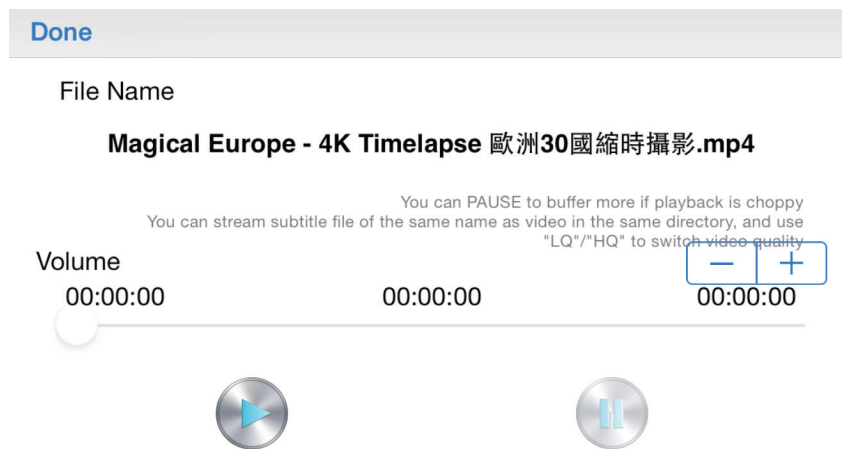 Done
File Name
Magical Europe - 4K Timelapse 歐洲30國縮時攝影.mp4
You can PAUSE to buffer more if playback is choppy
You can stream subtitle file of the same name as video in the same directory, and use
"LQ"/"HQ" to switch video quality
Volume
00:00:00 00:00:00 00:00:00